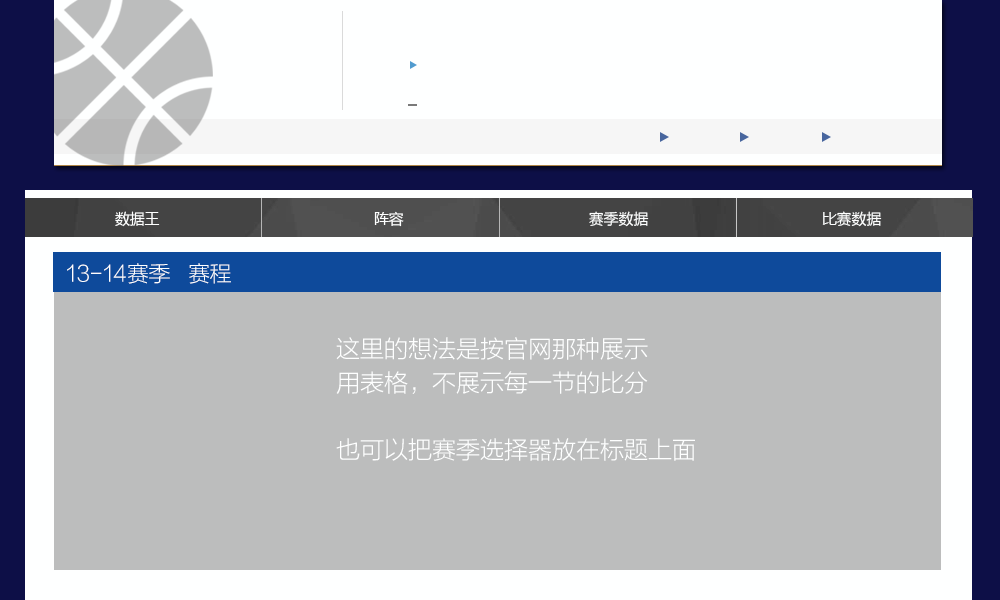 数据王
阵容
赛季数据
比赛数据
13-14赛季 赛程
这里的想法是按官网那种展示
用表格，不展示每一节的比分
也可以把赛季选择器放在标题上面